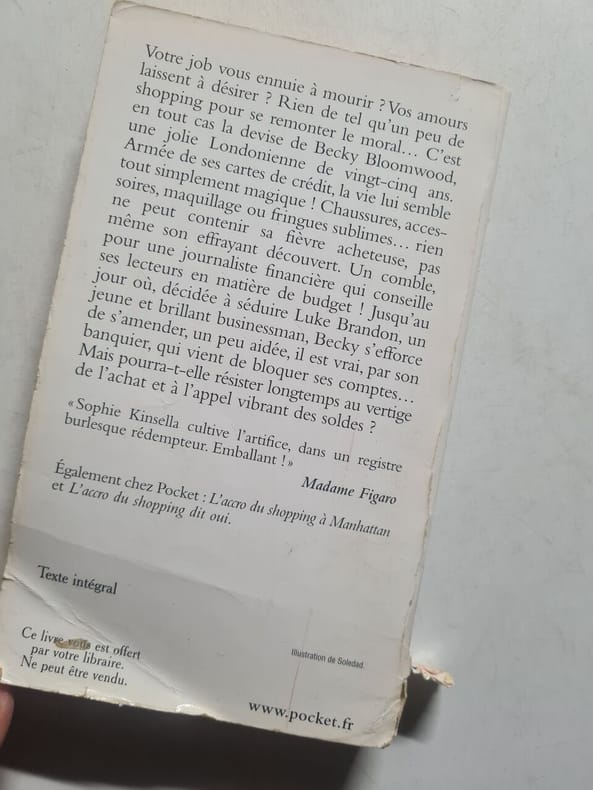 Votre job vous ennuie à mourir ? Vos amours
laissent à désirer ? Rien de tel qu'un peu de
shopping pour se remonter le moral... C'est
en tout cas la devise de Becky Bloomwood,
une jolie Londonienne de vingt-cinq ans.
Armée de ses cartes de crédit, la vie lui semble
tout simplement magique ! Chaussures, acces-
soires, maquillage ou fringues sublimes... rien
ne peut contenir sa fièvre acheteuse, pas
même son effrayant découvert. Un comble,
pour une journaliste financière qui conseille
ses lecteurs en matière de budget ! Jusqu'au
jour où, décidée à séduire Luke Brandon, un
jeune et brillant businessman, Becky s'efforce
de s'amender, un peu aidée, il est vrai, par son
banquier, qui vient de bloquer ses comptes...
Mais pourra-t-elle résister longtemps au vertige
de l'achat et à l'appel vibrant des soldes ?
« Sophie Kinsella cultive l'artifice, dans un registre
burlesque rédempteur. Emballant ! »
Madame Figaro
Également chez Pocket : L'accro du shopping à Manhattan
et L'accro du shopping dit oui.
Texte intégral
Ce livre vous est offert
par votre libraire.
Ne peut être vendu.
Illustration de Soledad.
www.pocket.fr